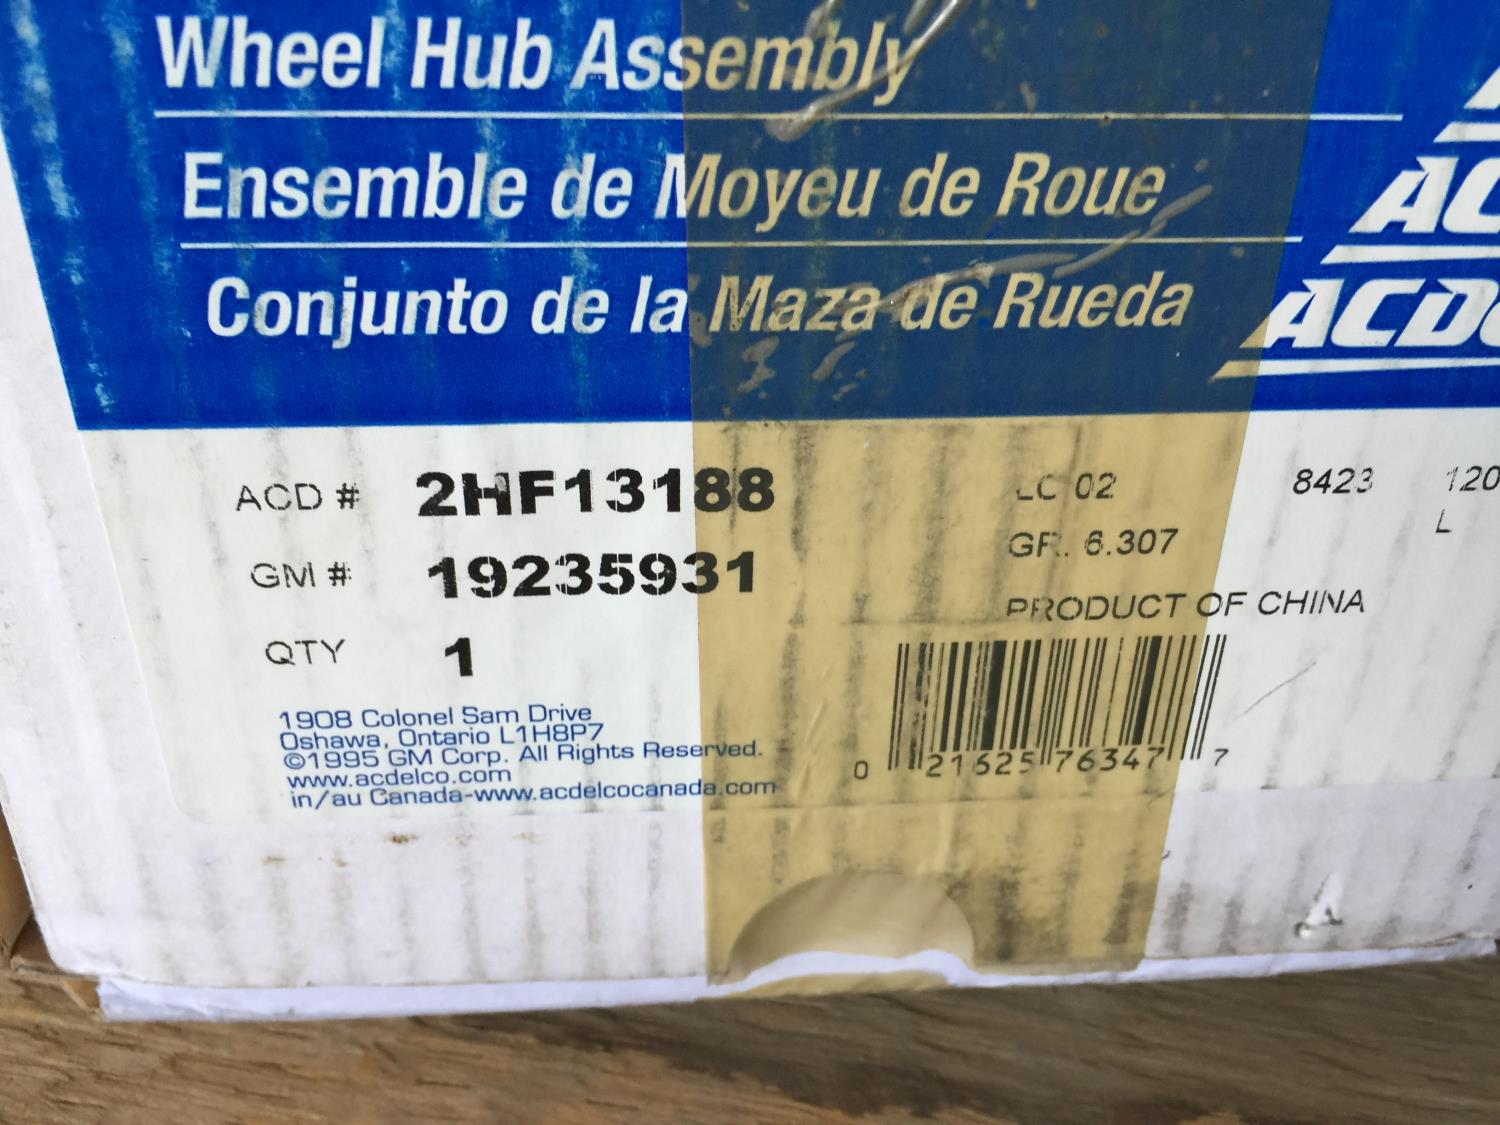 Wheel Hub Assembly
Ensemble de Moyeu de Roue
Conjunto de la Maza de Rueda
ACD # 2HF13188
GM # 19235931
QTY 1
1908 Colonel Sam Drive
Oshawa, Ontario L1H8P7
©1995 GM Corp. All Rights Reserved.
www.acdelco.com
in/au Canada-www.acdelcocanada.com
LC 02 8423 120
L
GR. 6.307
PRODUCT OF CHINA
0 21625 76347 7